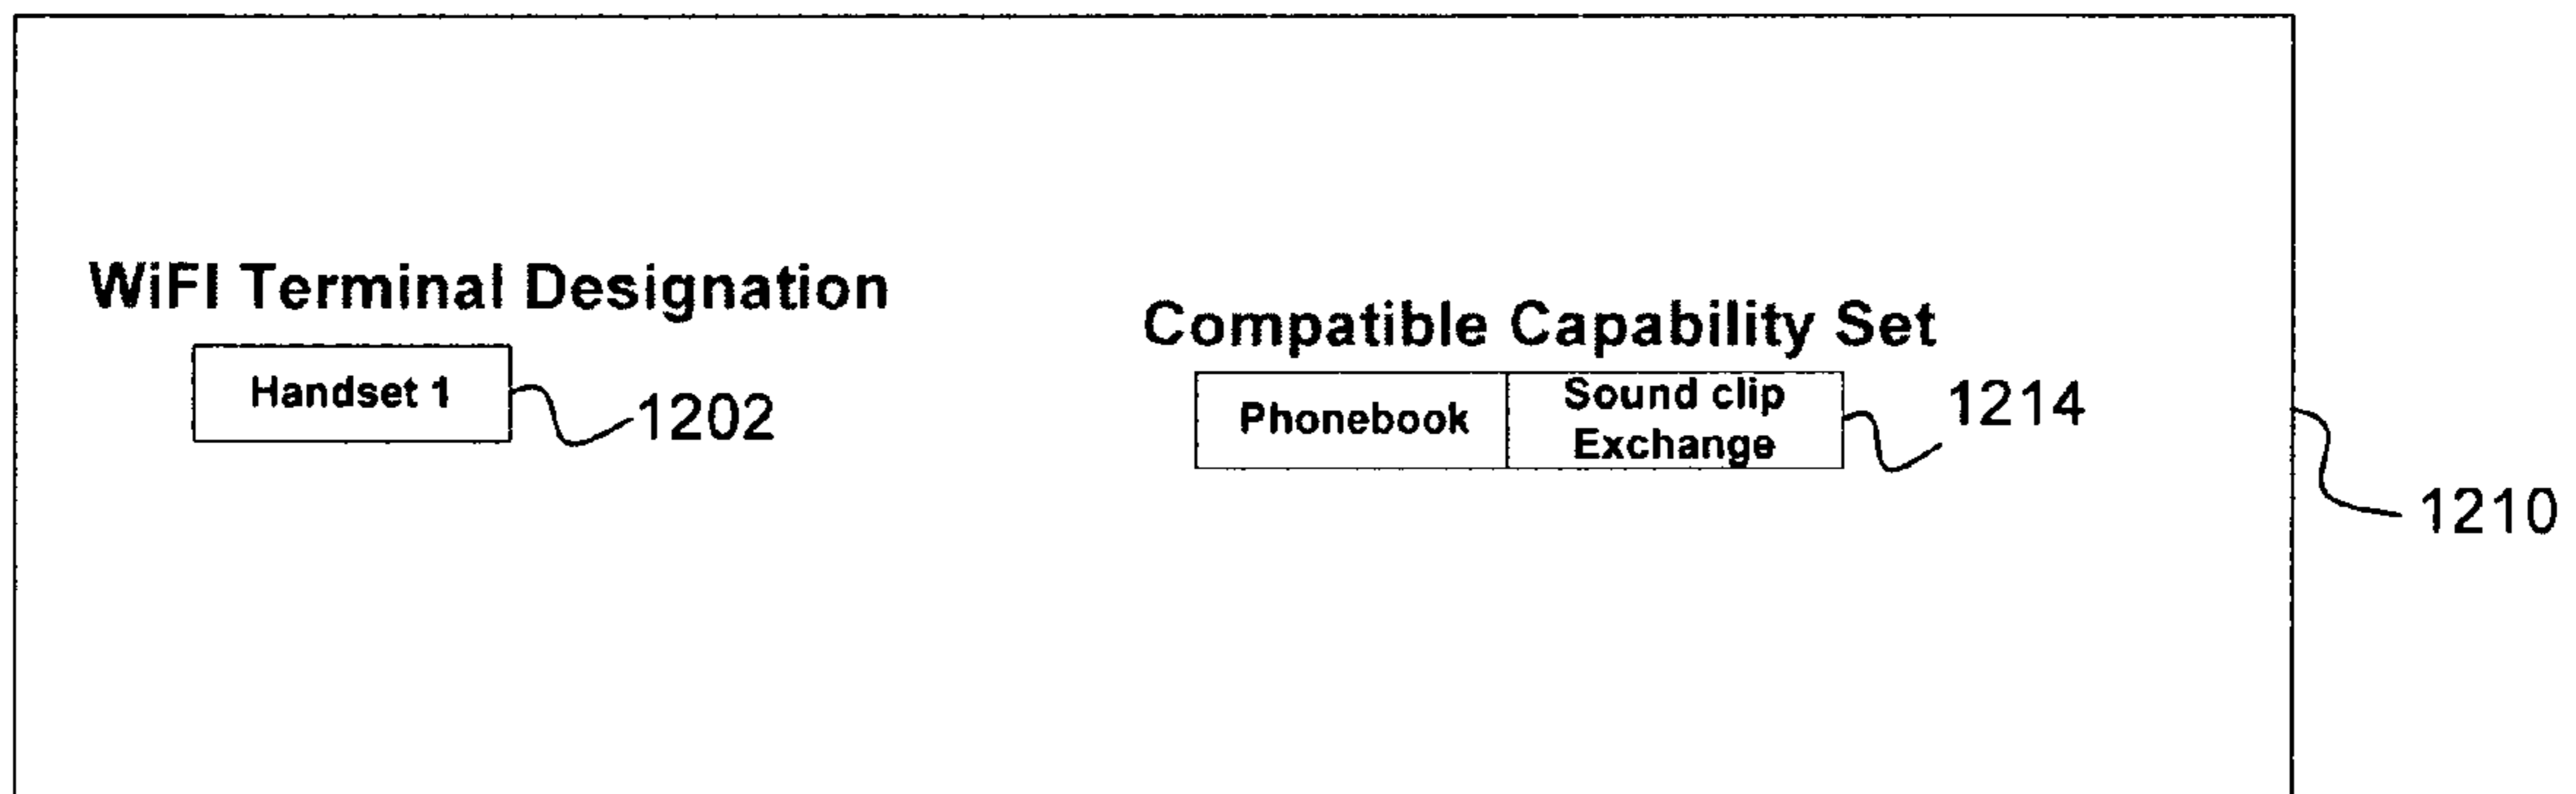 WiFI Terminal Designation
Handset 1
1202
Compatible Capability Set
Phonebook
Sound clip
Exchange
1214
1210